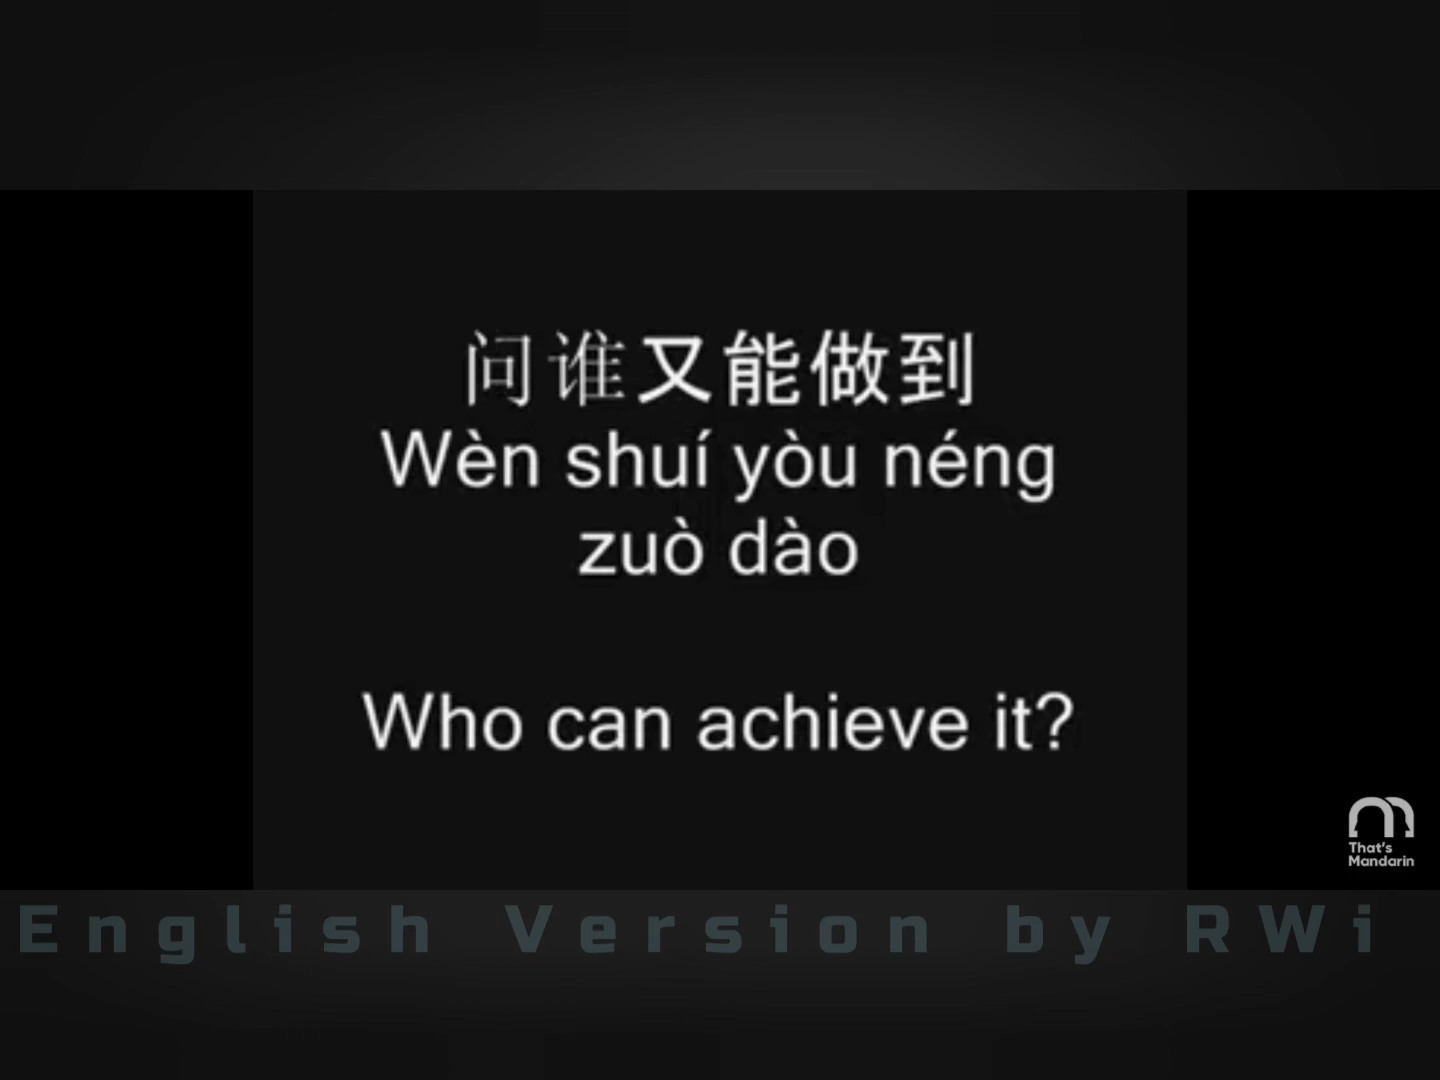 问谁又能做到
Wèn shuí yòu néng
zuò dào
Who can achieve it?
That's
Mandarin
English Version by RWi